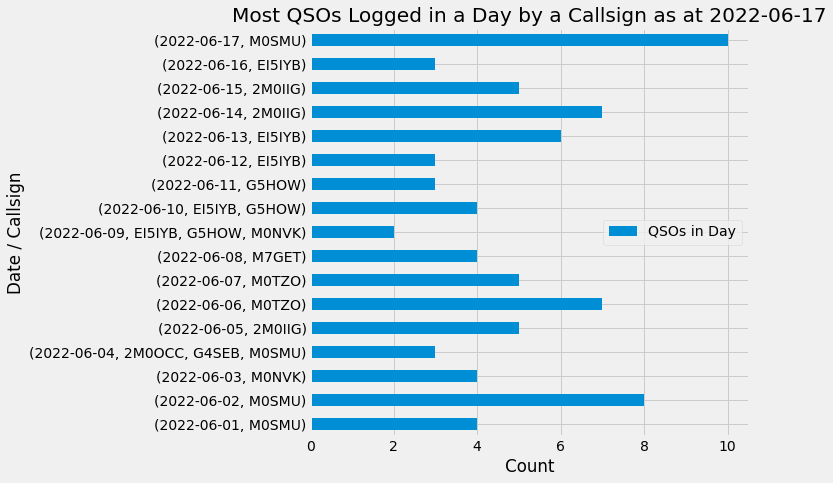 Most QSOs Logged in a Day by a Callsign as at 2022-06-17
Date / Callsign
(2022-06-17, M0SMU)
(2022-06-16, EI5IYB)
(2022-06-15, 2M0IIG)
(2022-06-14, 2M0IIG)
(2022-06-13, EI5IYB)
(2022-06-12, EI5IYB)
(2022-06-11, G5HOW)
(2022-06-10, EI5IYB, G5HOW)
(2022-06-09, EI5IYB, G5HOW, M0NVK)
(2022-06-08, M7GET)
(2022-06-07, M0TZO)
(2022-06-06, M0TZO)
(2022-06-05, 2M0IIG)
(2022-06-04, 2M0OCC, G4SEB, M0SMU)
(2022-06-03, M0NVK)
(2022-06-02, M0SMU)
(2022-06-01, M0SMU)
QSOs in Day
0 2 4 6 8 10
Count